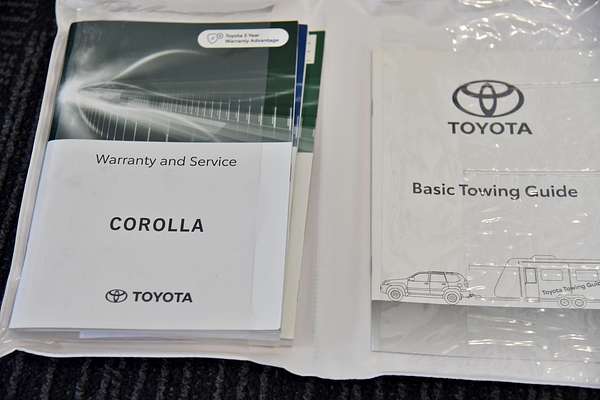 Toyota 5 Year
Warranty Advantage
Warranty and Service
COROLLA
TOYOTA
TOYOTA
Basic Towing Guide
Toyota Towing Guide